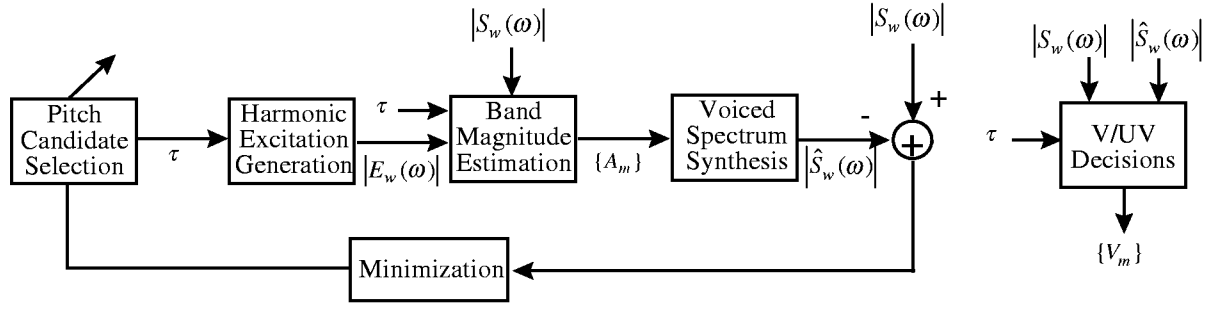 Pitch
Candidate
Selection
τ
Harmonic
Excitation
Generation
|E_w(ω)|
τ
|S_w(ω)|
Band
Magnitude
Estimation
{A_m}
Voiced
Spectrum
Synthesis
|Ŝ_w(ω)|
-
|S_w(ω)|
+
+
Minimization
|S_w(ω)|
|Ŝ_w(ω)|
τ
V/UV
Decisions
{V_m}